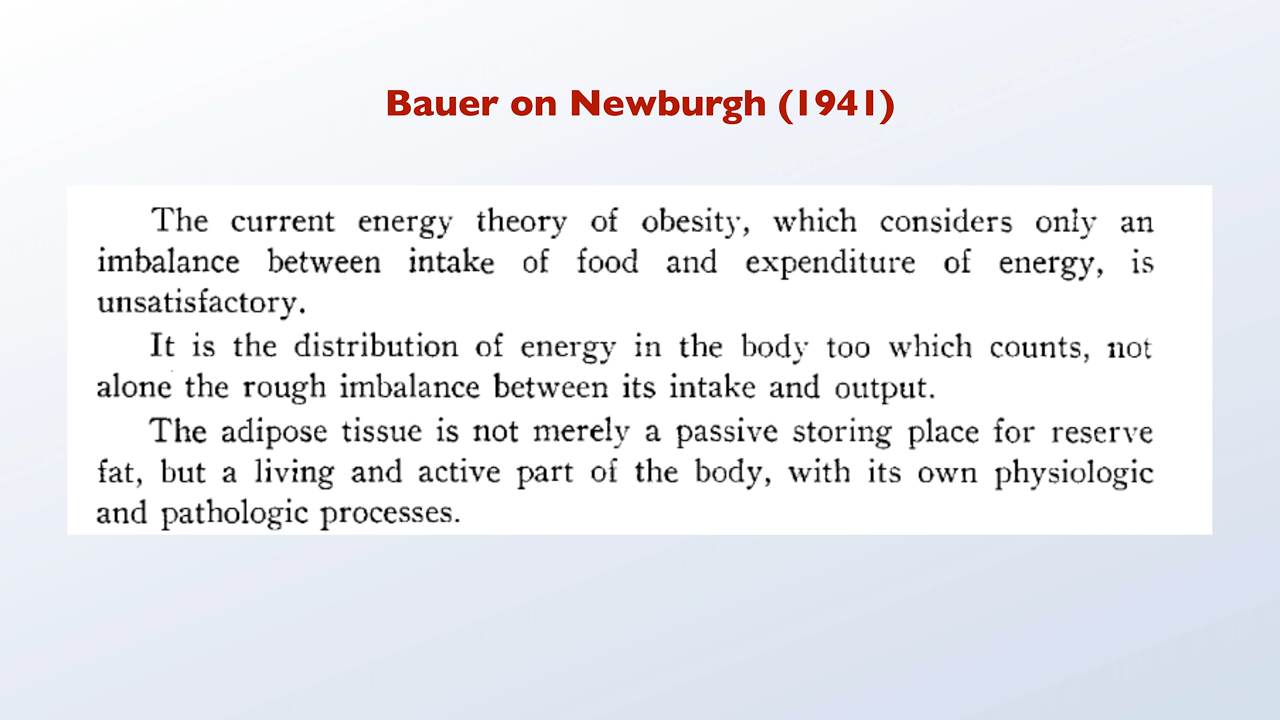 Bauer on Newburgh (1941)
The current energy theory of obesity, which considers only an
imbalance between intake of food and expenditure of energy, is
unsatisfactory.
It is the distribution of energy in the body too which counts, not
alone the rough imbalance between its intake and output.
The adipose tissue is not merely a passive storing place for reserve
fat, but a living and active part of the body, with its own physiologic
and pathologic processes.